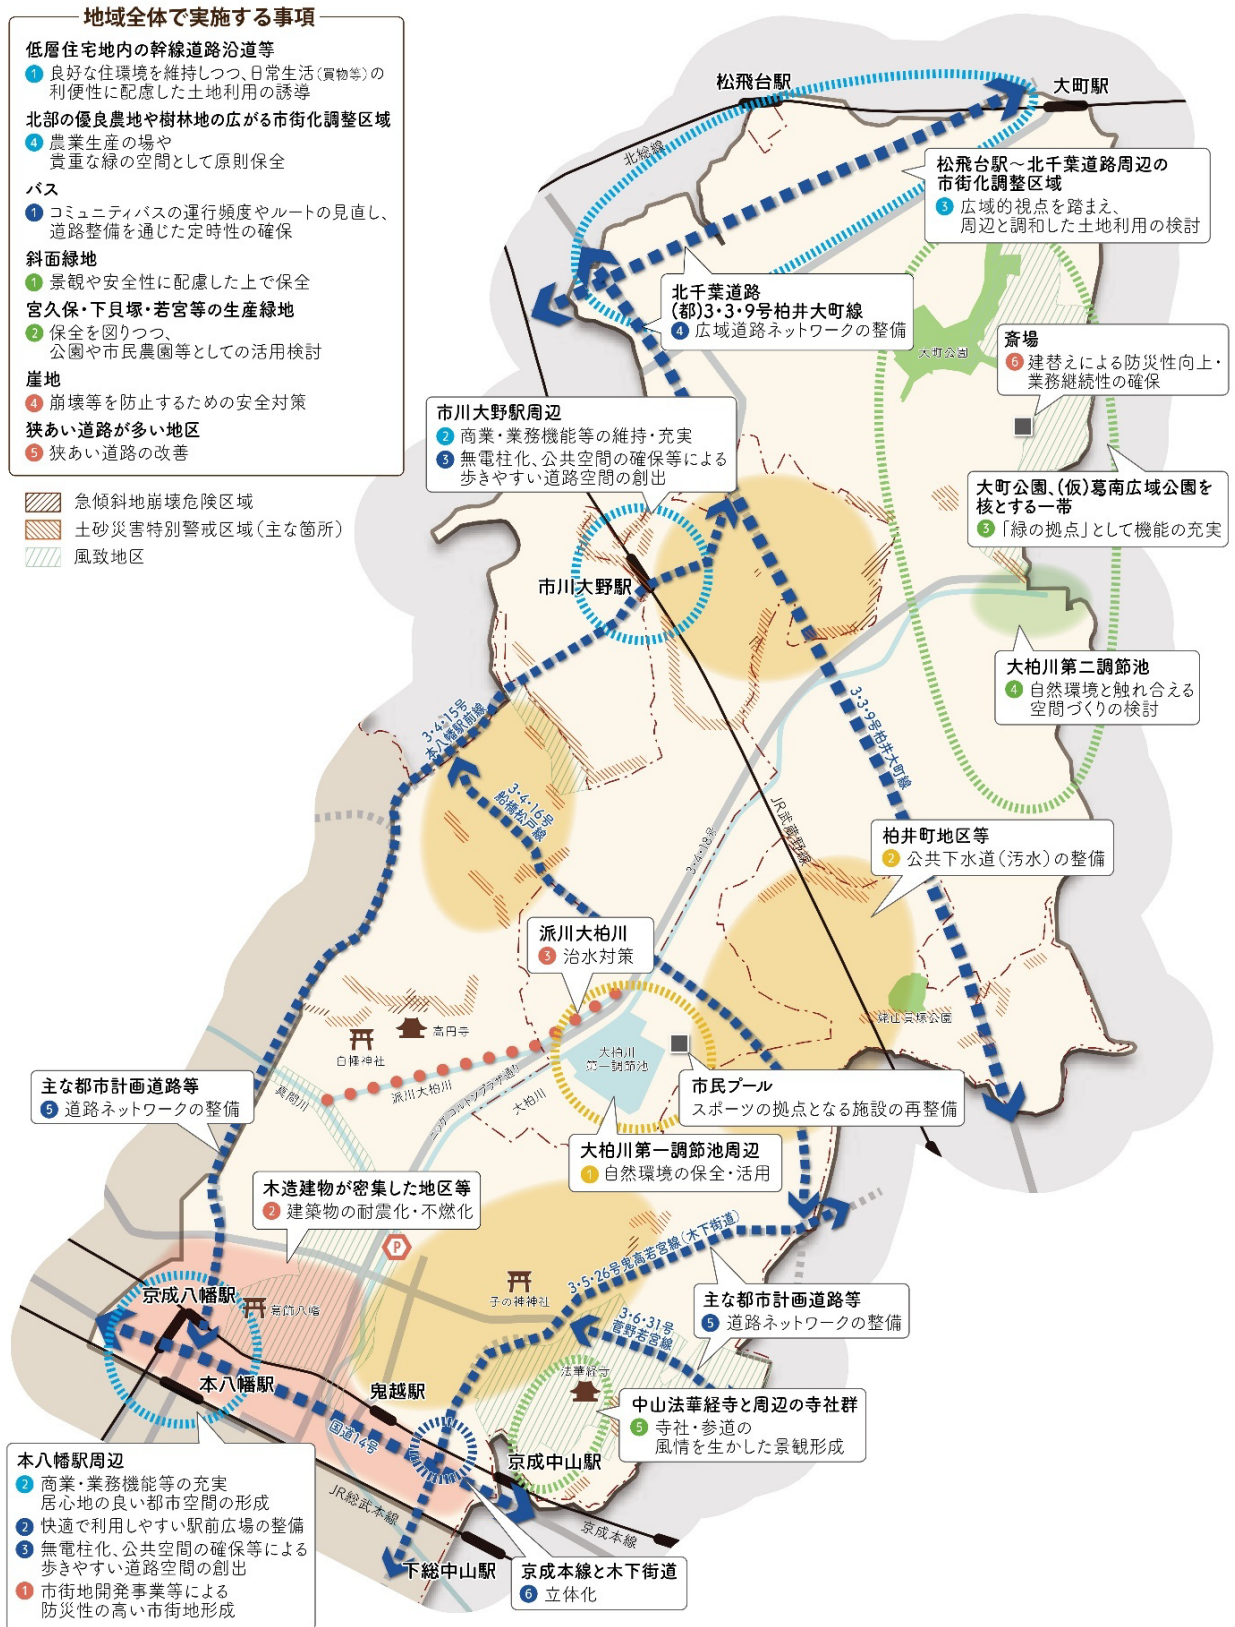 地域全体で実施する事項
低層住宅地内の幹線道路沿道等
1 良好な住環境を維持しつつ、日常生活(買物等)の
利便性に配慮した土地利用の誘導
北部の優良農地や樹林地の広がる市街化調整区域
4 農業生産の場や
貴重な緑の空間として原則保全
バス
1 コミュニティバスの運行頻度やルートの見直し、
道路整備を通じた定時性の確保
斜面緑地
1 景観や安全性に配慮した上で保全
宮久保・下貝塚・若宮等の生産緑地
2 保全を図りつつ、
公園や市民農園等としての活用検討
崖地
4 崩壊等を防止するための安全対策
狭あい道路が多い地区
5 狭あい道路の改善
急傾斜地崩壊危険区域
土砂災害特別警戒区域(主な箇所)
風致地区
松飛台駅
大町駅
北総線
松飛台駅～北千葉道路周辺の
市街化調整区域
3 広域的視点を踏まえ、
周辺と調和した土地利用の検討
北千葉道路
(都)3・3・9号柏井大町線
4 広域道路ネットワークの整備
大町公園
斎場
6 建替えによる防災性向上・
業務継続性の確保
市川大野駅周辺
2 商業・業務機能等の維持・充実
3 無電柱化、公共空間の確保等による
歩きやすい道路空間の創出
大町公園、(仮)葛南広域公園を
核とする一帯
3 「緑の拠点」として機能の充実
市川大野駅
大柏川第二調節池
4 自然環境と触れ合える
空間づくりの検討
3・4・15号
本八幡駅前線
3・3・9号柏井大町線
3・4・16号
船橋松戸線
JR武蔵野線
3・4・18号
柏井町地区等
2 公共下水道(汚水)の整備
派川大柏川
3 治水対策
姥山貝塚公園
高円寺
白幡神社
大柏川
第一調節池
派川大柏川
真間川
ニッケコルトンプラザ通り
大柏川
主な都市計画道路等
5 道路ネットワークの整備
市民プール
スポーツの拠点となる施設の再整備
大柏川第一調節池周辺
1 自然環境の保全・活用
木造建物が密集した地区等
2 建築物の耐震化・不燃化
P
3・5・26号鬼高若宮線(木下街道)
子の神神社
京成八幡駅
葛飾八幡
3・6・31号
菅野若宮線
主な都市計画道路等
5 道路ネットワークの整備
本八幡駅
鬼越駅
法華経寺
国道14号
中山法華経寺と周辺の寺社群
5 寺社・参道の
風情を生かした景観形成
京成中山駅
本八幡駅周辺
2 商業・業務機能等の充実
居心地の良い都市空間の形成
2 快適で利用しやすい駅前広場の整備
3 無電柱化、公共空間の確保等による
歩きやすい道路空間の創出
1 市街地開発事業等による
防災性の高い市街地形成
JR総武本線
京成本線
下総中山駅
京成本線と木下街道
6 立体化